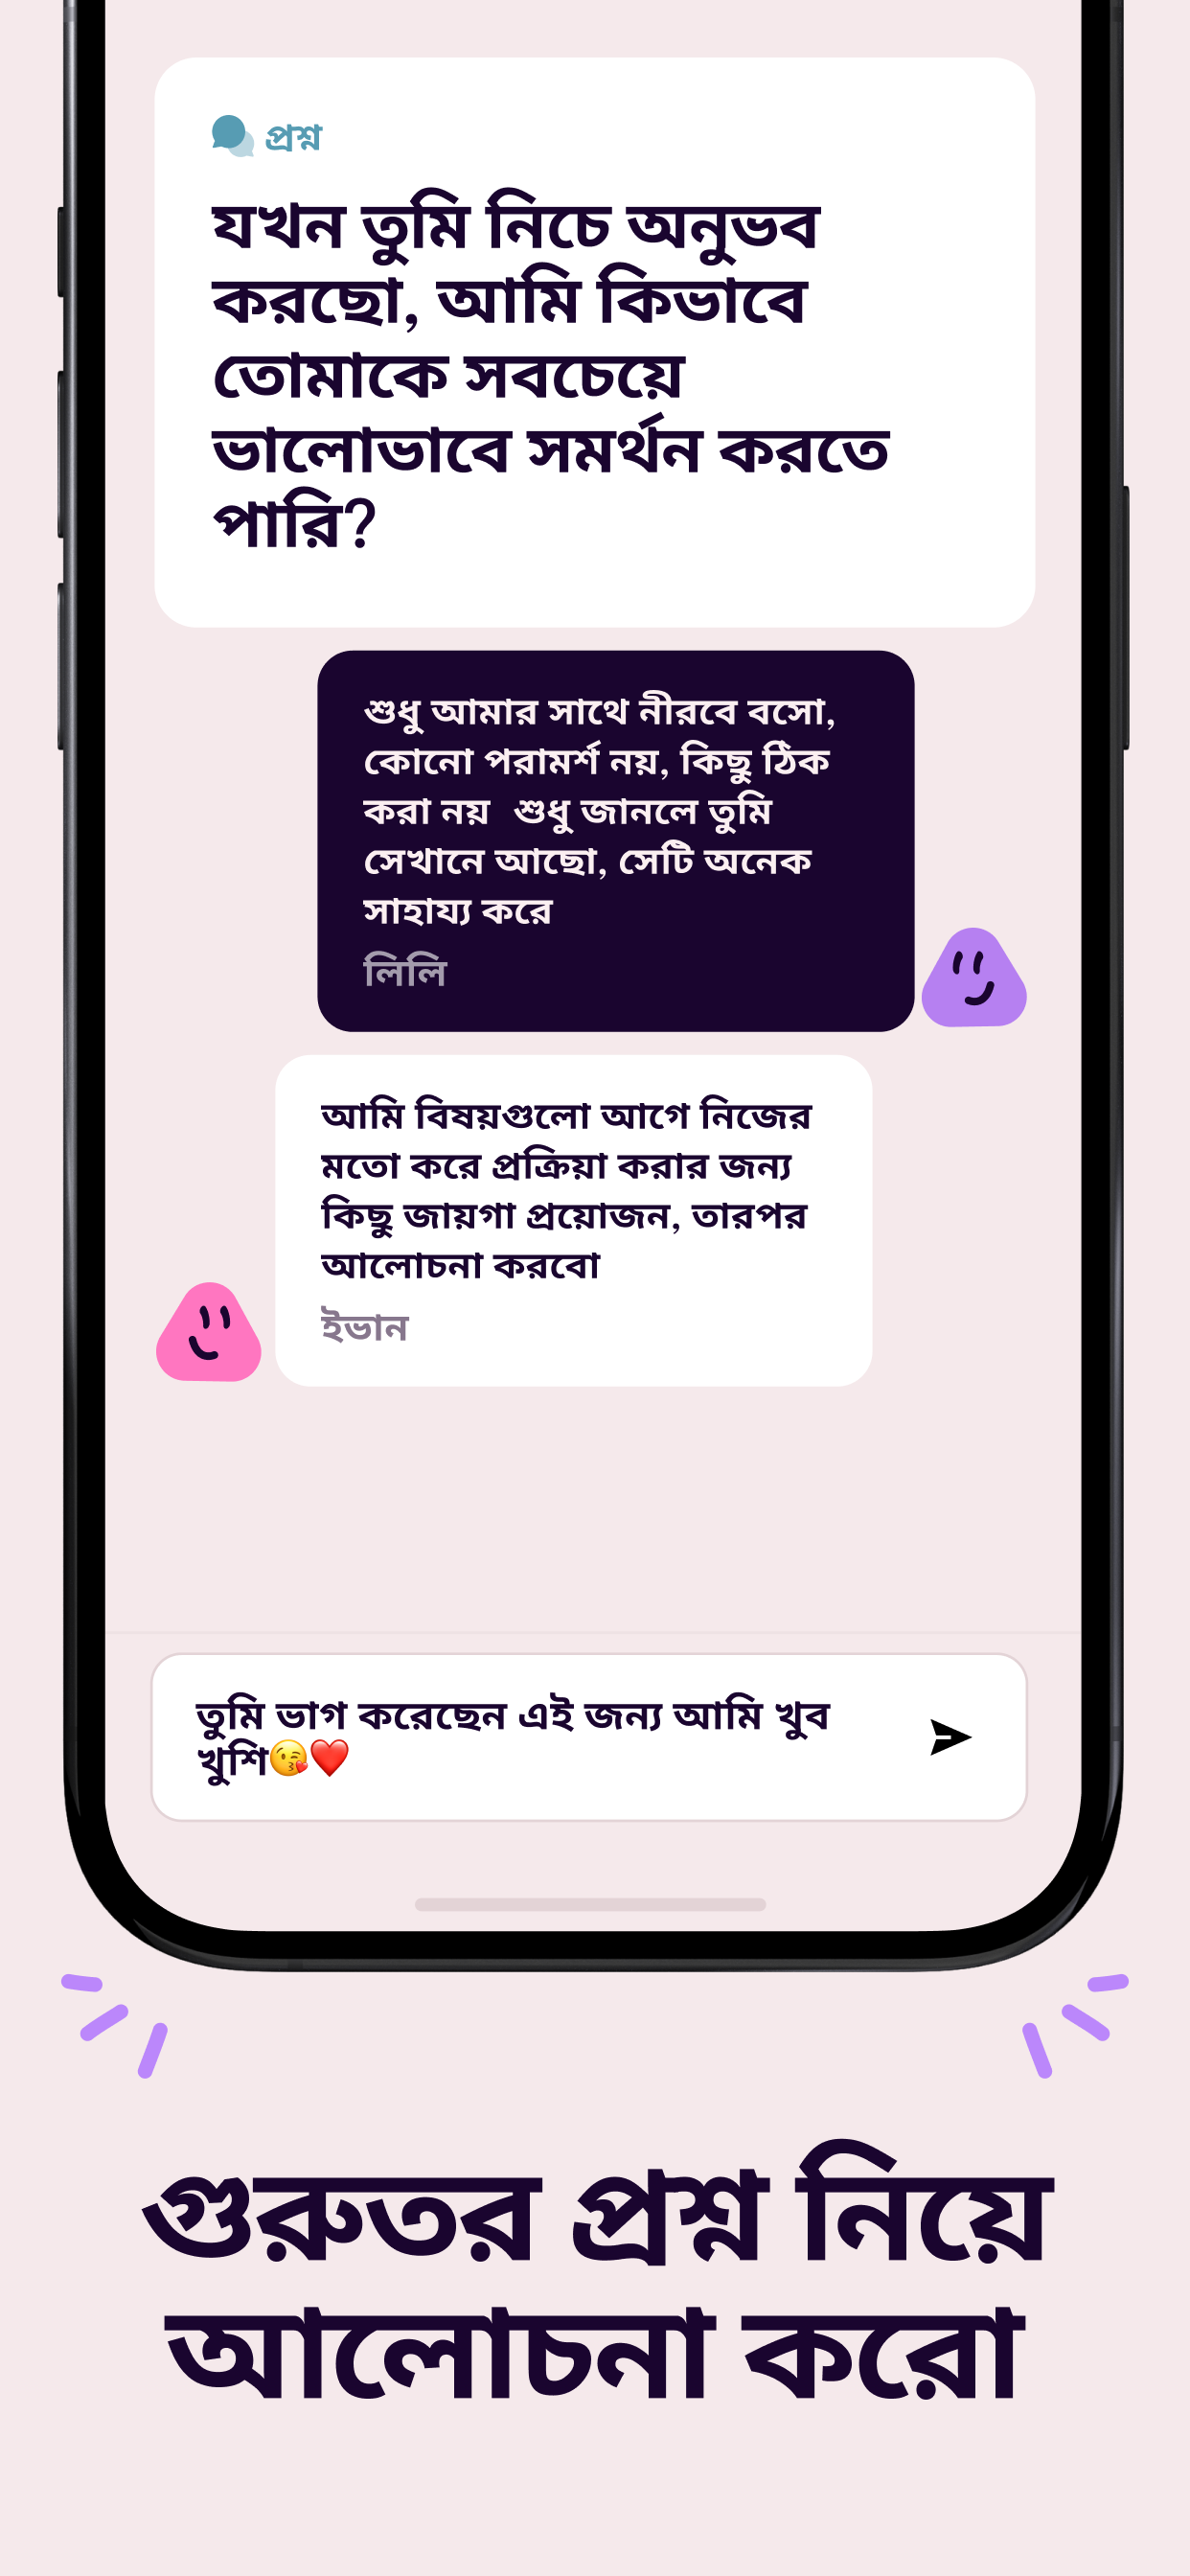 প্রশ্ন
যখন তুমি নিচে অনুভব
করছো, আমি কিভাবে
তোমাকে সবচেয়ে
ভালোভাবে সমর্থন করতে
পারি?
শুধু আমার সাথে নীরবে বসো,
কোনো পরামর্শ নয়, কিছু ঠিক
করা নয় শুধু জানলে তুমি
সেখানে আছো, সেটি অনেক
সাহায্য করে
লিলি
আমি বিষয়গুলো আগে নিজের
মতো করে প্রক্রিয়া করার জন্য
কিছু জায়গা প্রয়োজন, তারপর
আলোচনা করবো
ইভান
তুমি ভাগ করেছেন এই জন্য আমি খুব
খুশি😘❤️
গুরুতর প্রশ্ন নিয়ে
আলোচনা করো